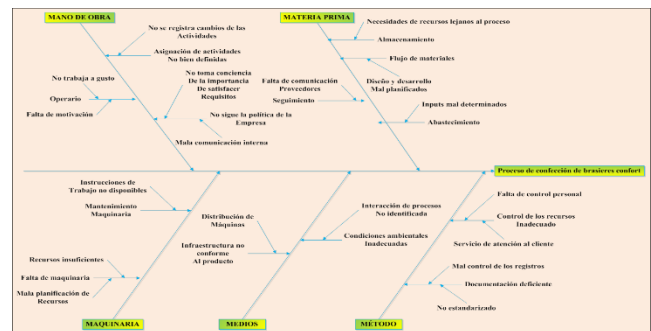 MANO DE OBRA
No se registra cambios de las
Actividades
Asignación de actividades
No bien definidas
No trabaja a gusto
Operario
Falta de motivación
No toma conciencia
De la importancia
De satisfacer
Requisitos
No sigue la política de la
Empresa
Mala comunicación interna
MATERIA PRIMA
Necesidades de recursos lejanos al proceso
Almacenamiento
Flujo de materiales
Diseño y desarrollo
Mal planificados
Falta de comunicación
Proveedores
Seguimiento
Inputs mal determinados
Abastecimiento
Proceso de confección de brasieres confort
Instrucciones de
Trabajo no disponibles
Mantenimiento
Maquinaria
Recursos insuficientes
Falta de maquinaria
Mala planificación de
Recursos
MAQUINARIA
Distribución de
Máquinas
Infraestructura no
conforme
Al producto
Interacción de procesos
No identificada
Condiciones ambientales
Inadecuadas
MEDIOS
Falta de control personal
Control de los recursos
Inadecuado
Servicio de atención al cliente
Mal control de los registros
Documentación deficiente
No estandarizado
MÉTODO